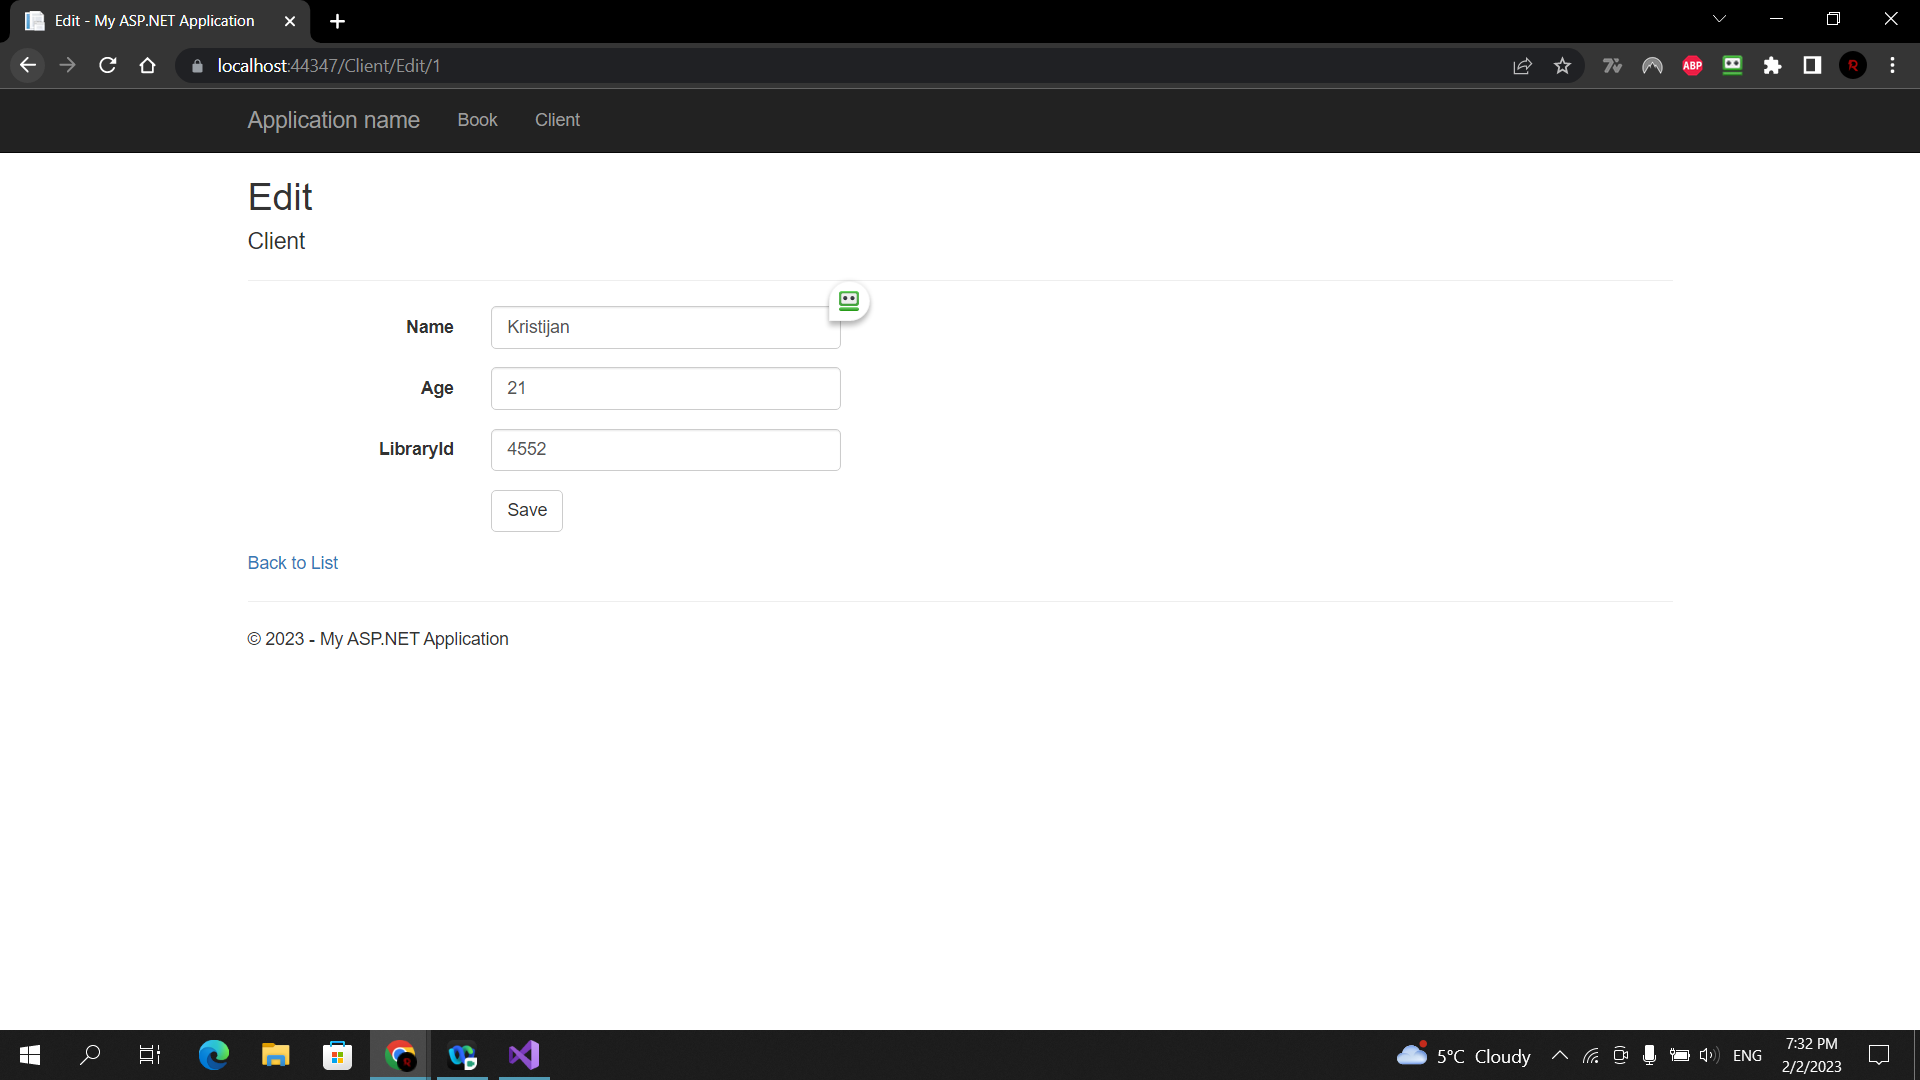 Edit - My ASP.NET Application
localhost:44347/Client/Edit/1
ABP
R
Application name Book Client
Edit
Client
Name Kristijan
Age 21
LibraryId 4552
Save
Back to List
© 2023 - My ASP.NET Application
5°C Cloudy
ENG
7:32 PM
2/2/2023